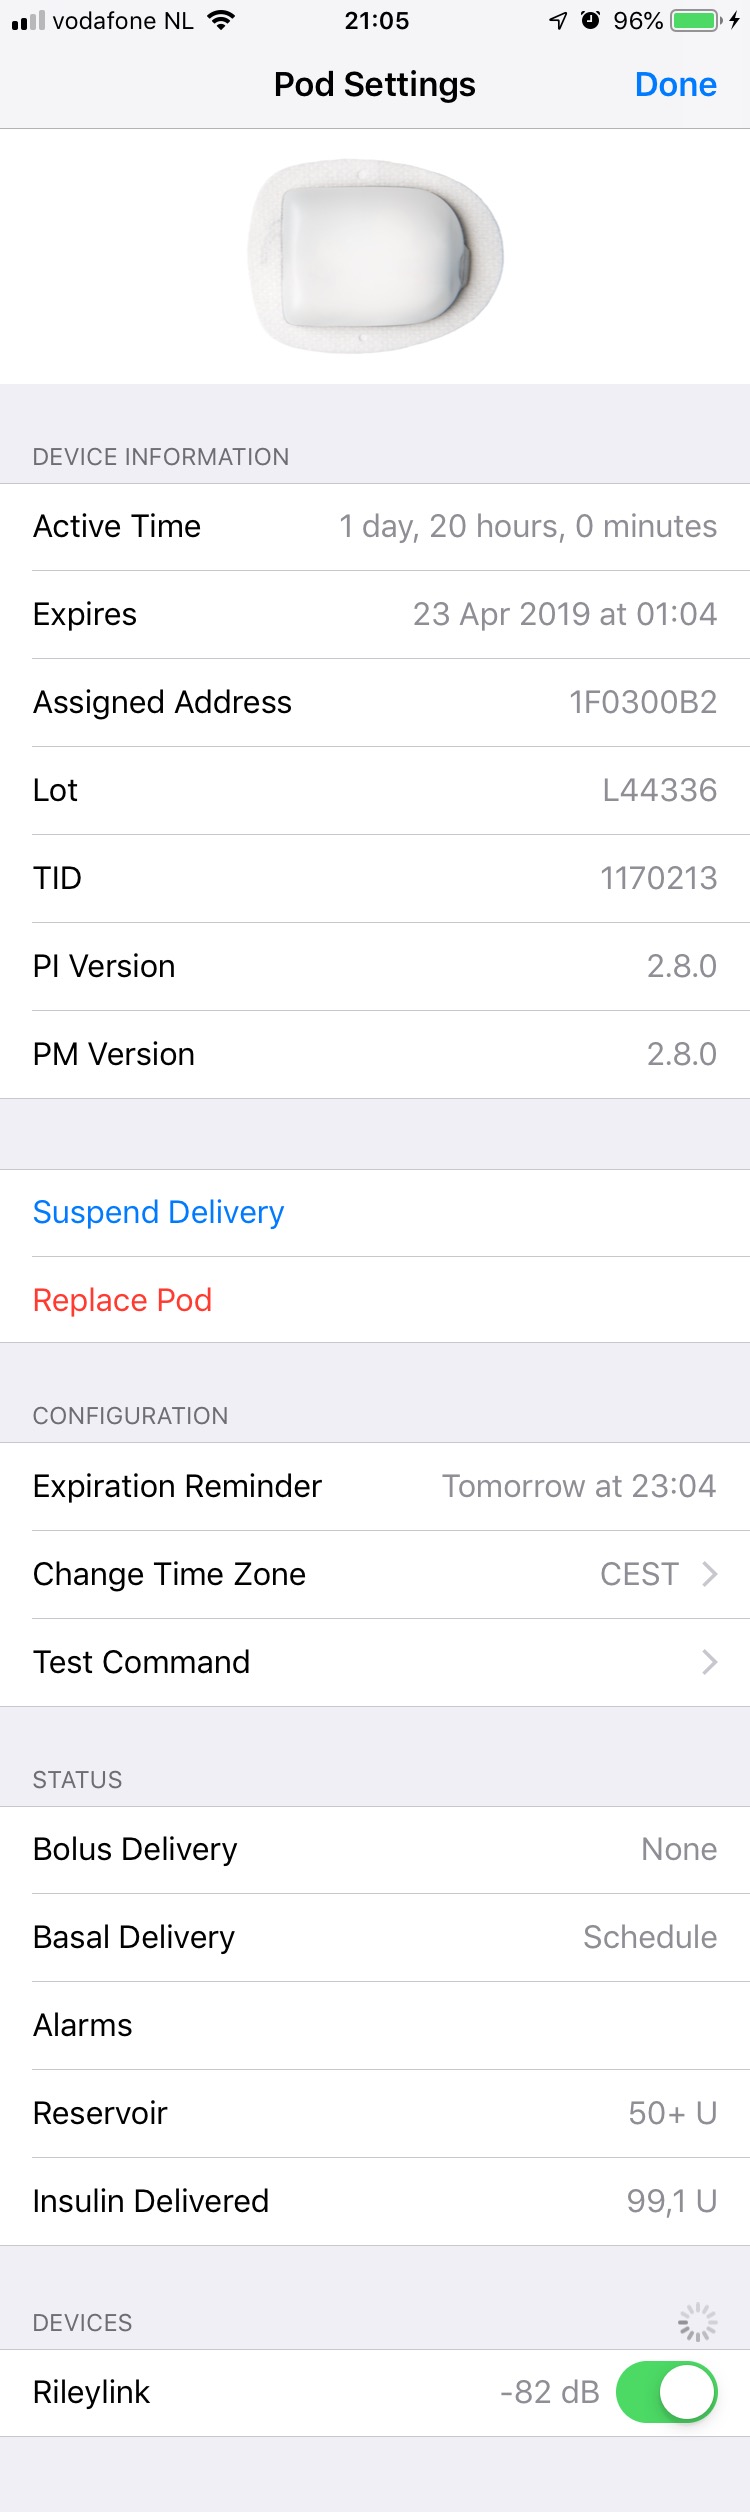 vodafone NL 21:05 96%
Pod Settings Done
DEVICE INFORMATION
Active Time 1 day, 20 hours, 0 minutes
Expires 23 Apr 2019 at 01:04
Assigned Address 1F0300B2
Lot L44336
TID 1170213
PI Version 2.8.0
PM Version 2.8.0
Suspend Delivery
Replace Pod
CONFIGURATION
Expiration Reminder Tomorrow at 23:04
Change Time Zone CEST
Test Command
STATUS
Bolus Delivery None
Basal Delivery Schedule
Alarms
Reservoir 50+ U
Insulin Delivered 99,1 U
DEVICES
Rileylink -82 dB